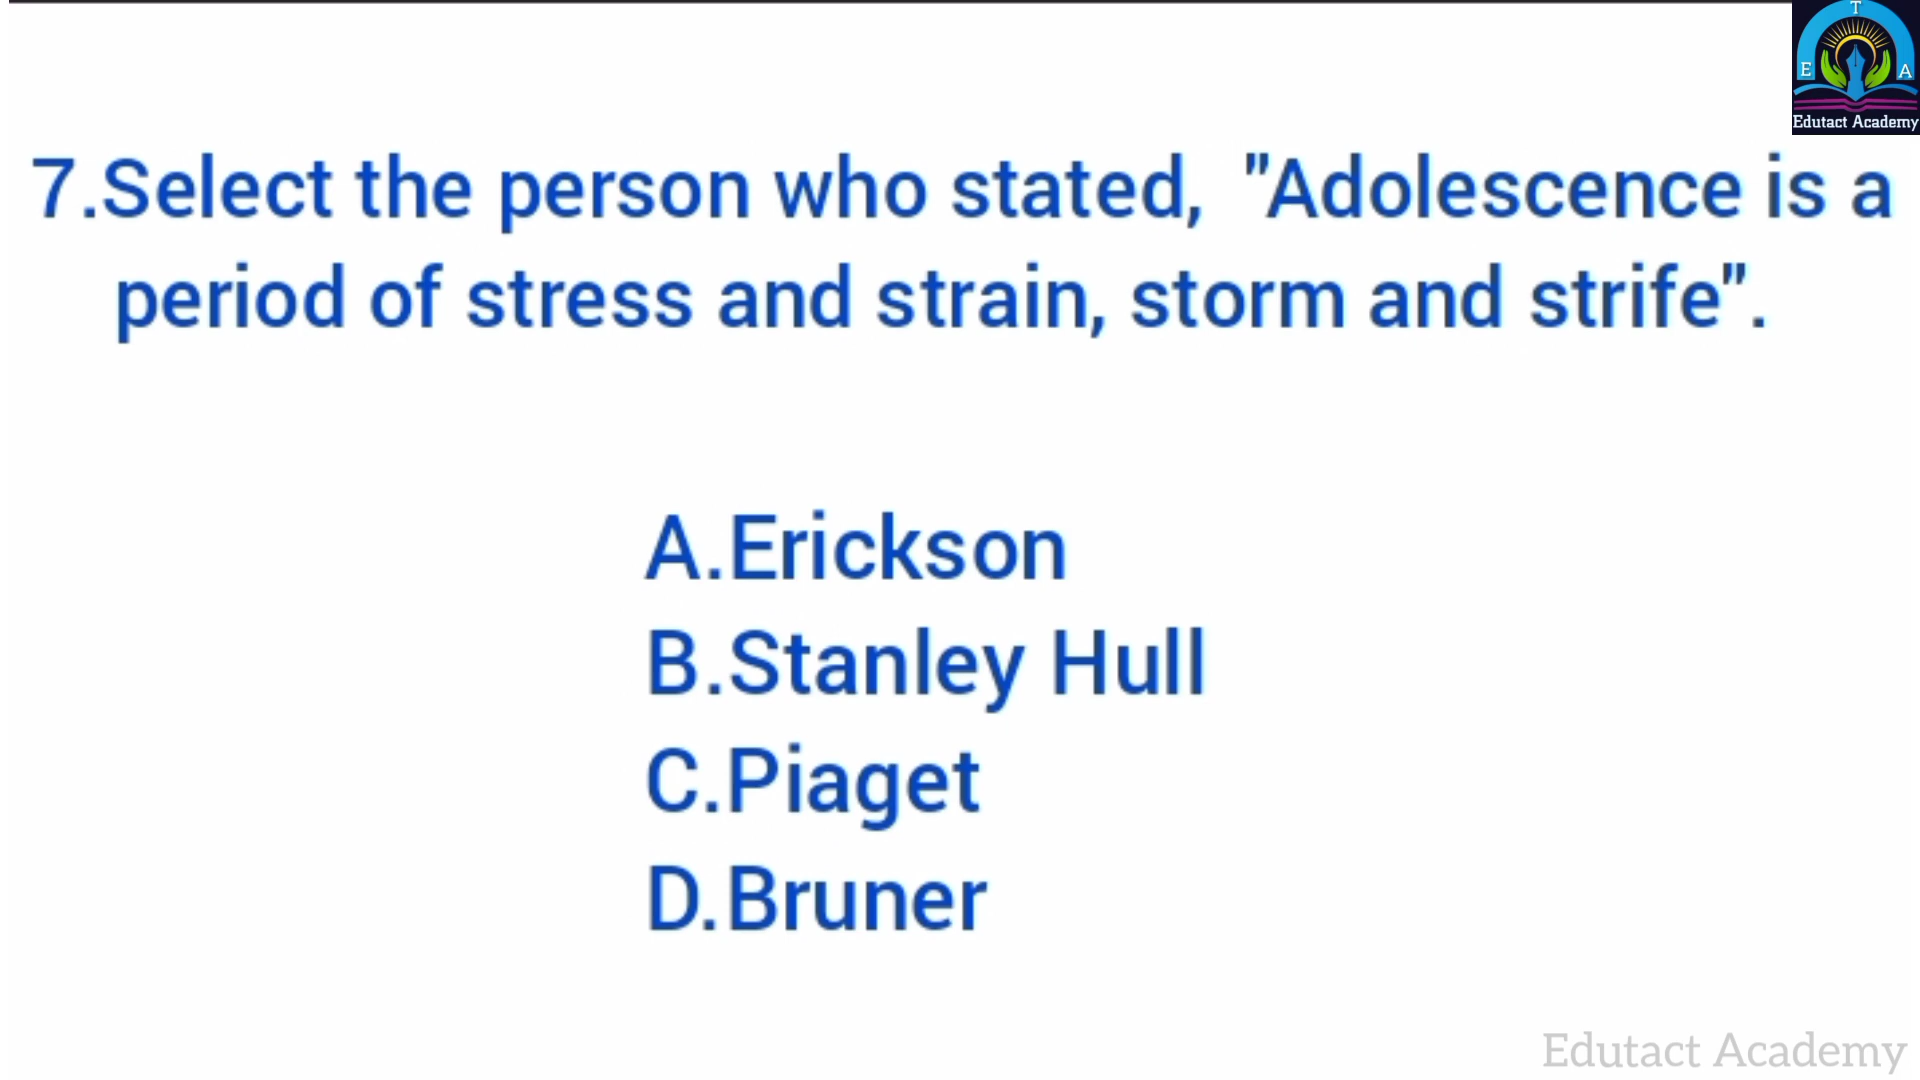 T
E A
Edutact Academy
7.Select the person who stated, "Adolescence is a
period of stress and strain, storm and strife".
A.Erickson
B.Stanley Hull
C.Piaget
D.Bruner
Edutact Academy